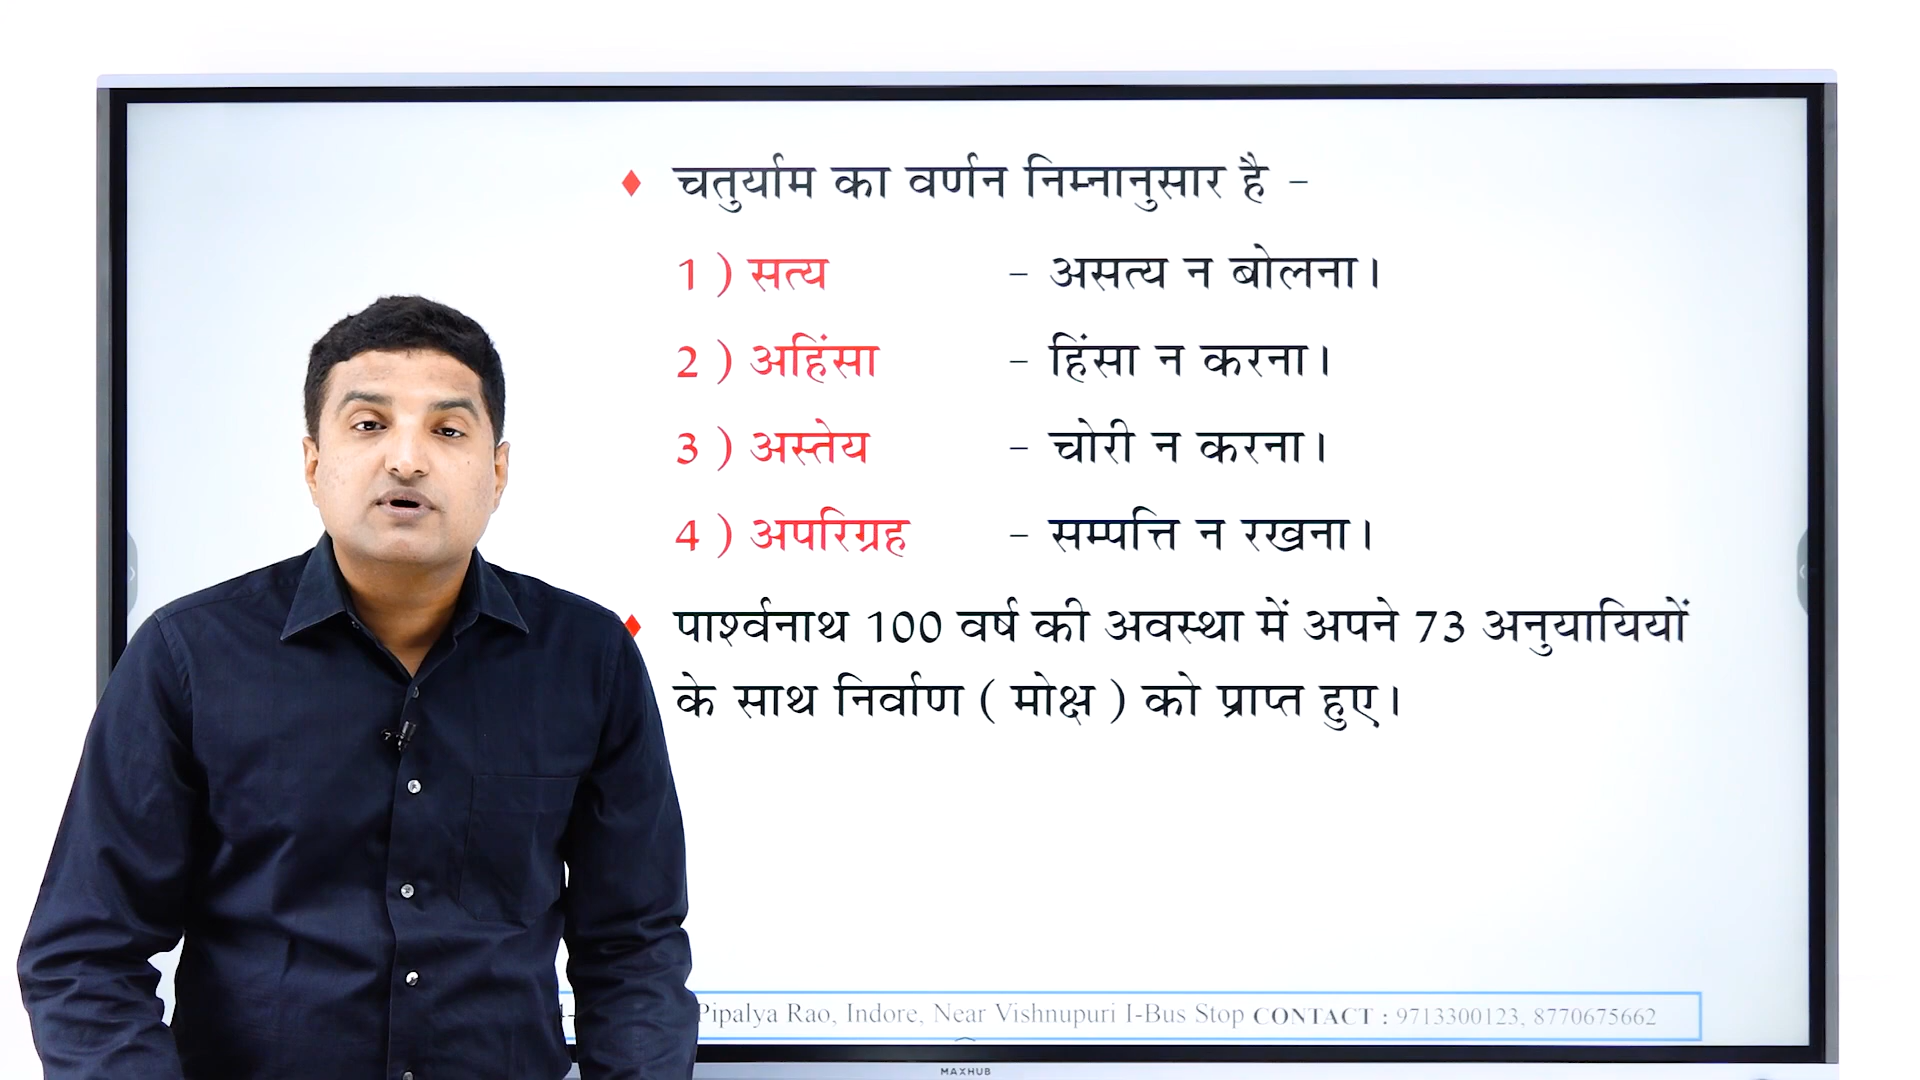 ♦ चतुर्याम का वर्णन निम्नानुसार है -
1 ) सत्य - असत्य न बोलना।
2 ) अहिंसा - हिंसा न करना।
3 ) अस्तेय - चोरी न करना।
4 ) अपरिग्रह - सम्पत्ति न रखना।
♦ पार्श्वनाथ 100 वर्ष की अवस्था में अपने 73 अनुयायियों
के साथ निर्वाण ( मोक्ष ) को प्राप्त हुए।
Pipalya Rao, Indore, Near Vishnupuri I-Bus Stop CONTACT : 9713300123, 8770675662
MAXHUB